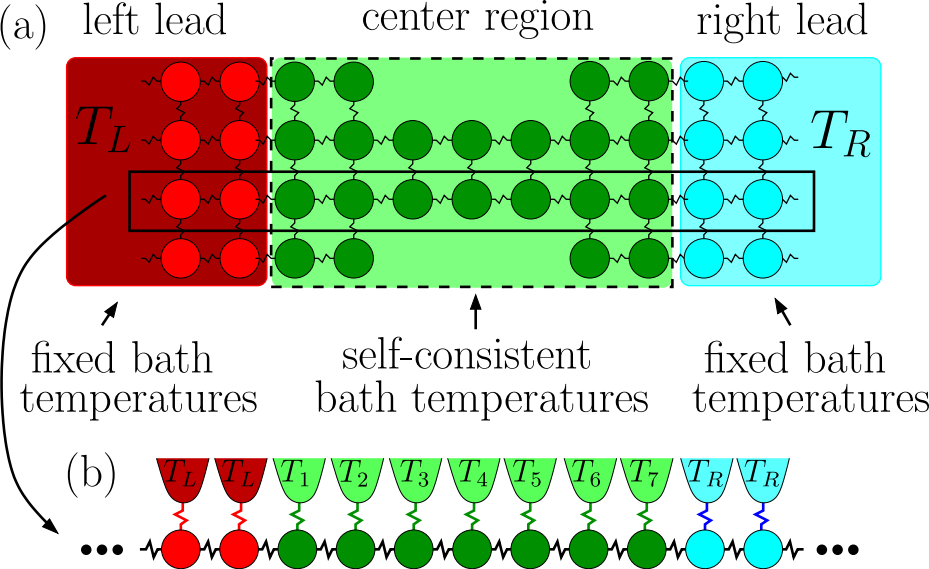 (a) left lead center region right lead
T_L T_R
fixed bath temperatures
self-consistent bath temperatures
fixed bath temperatures
(b) T_L T_L T_1 T_2 T_3 T_4 T_5 T_6 T_7 T_R T_R